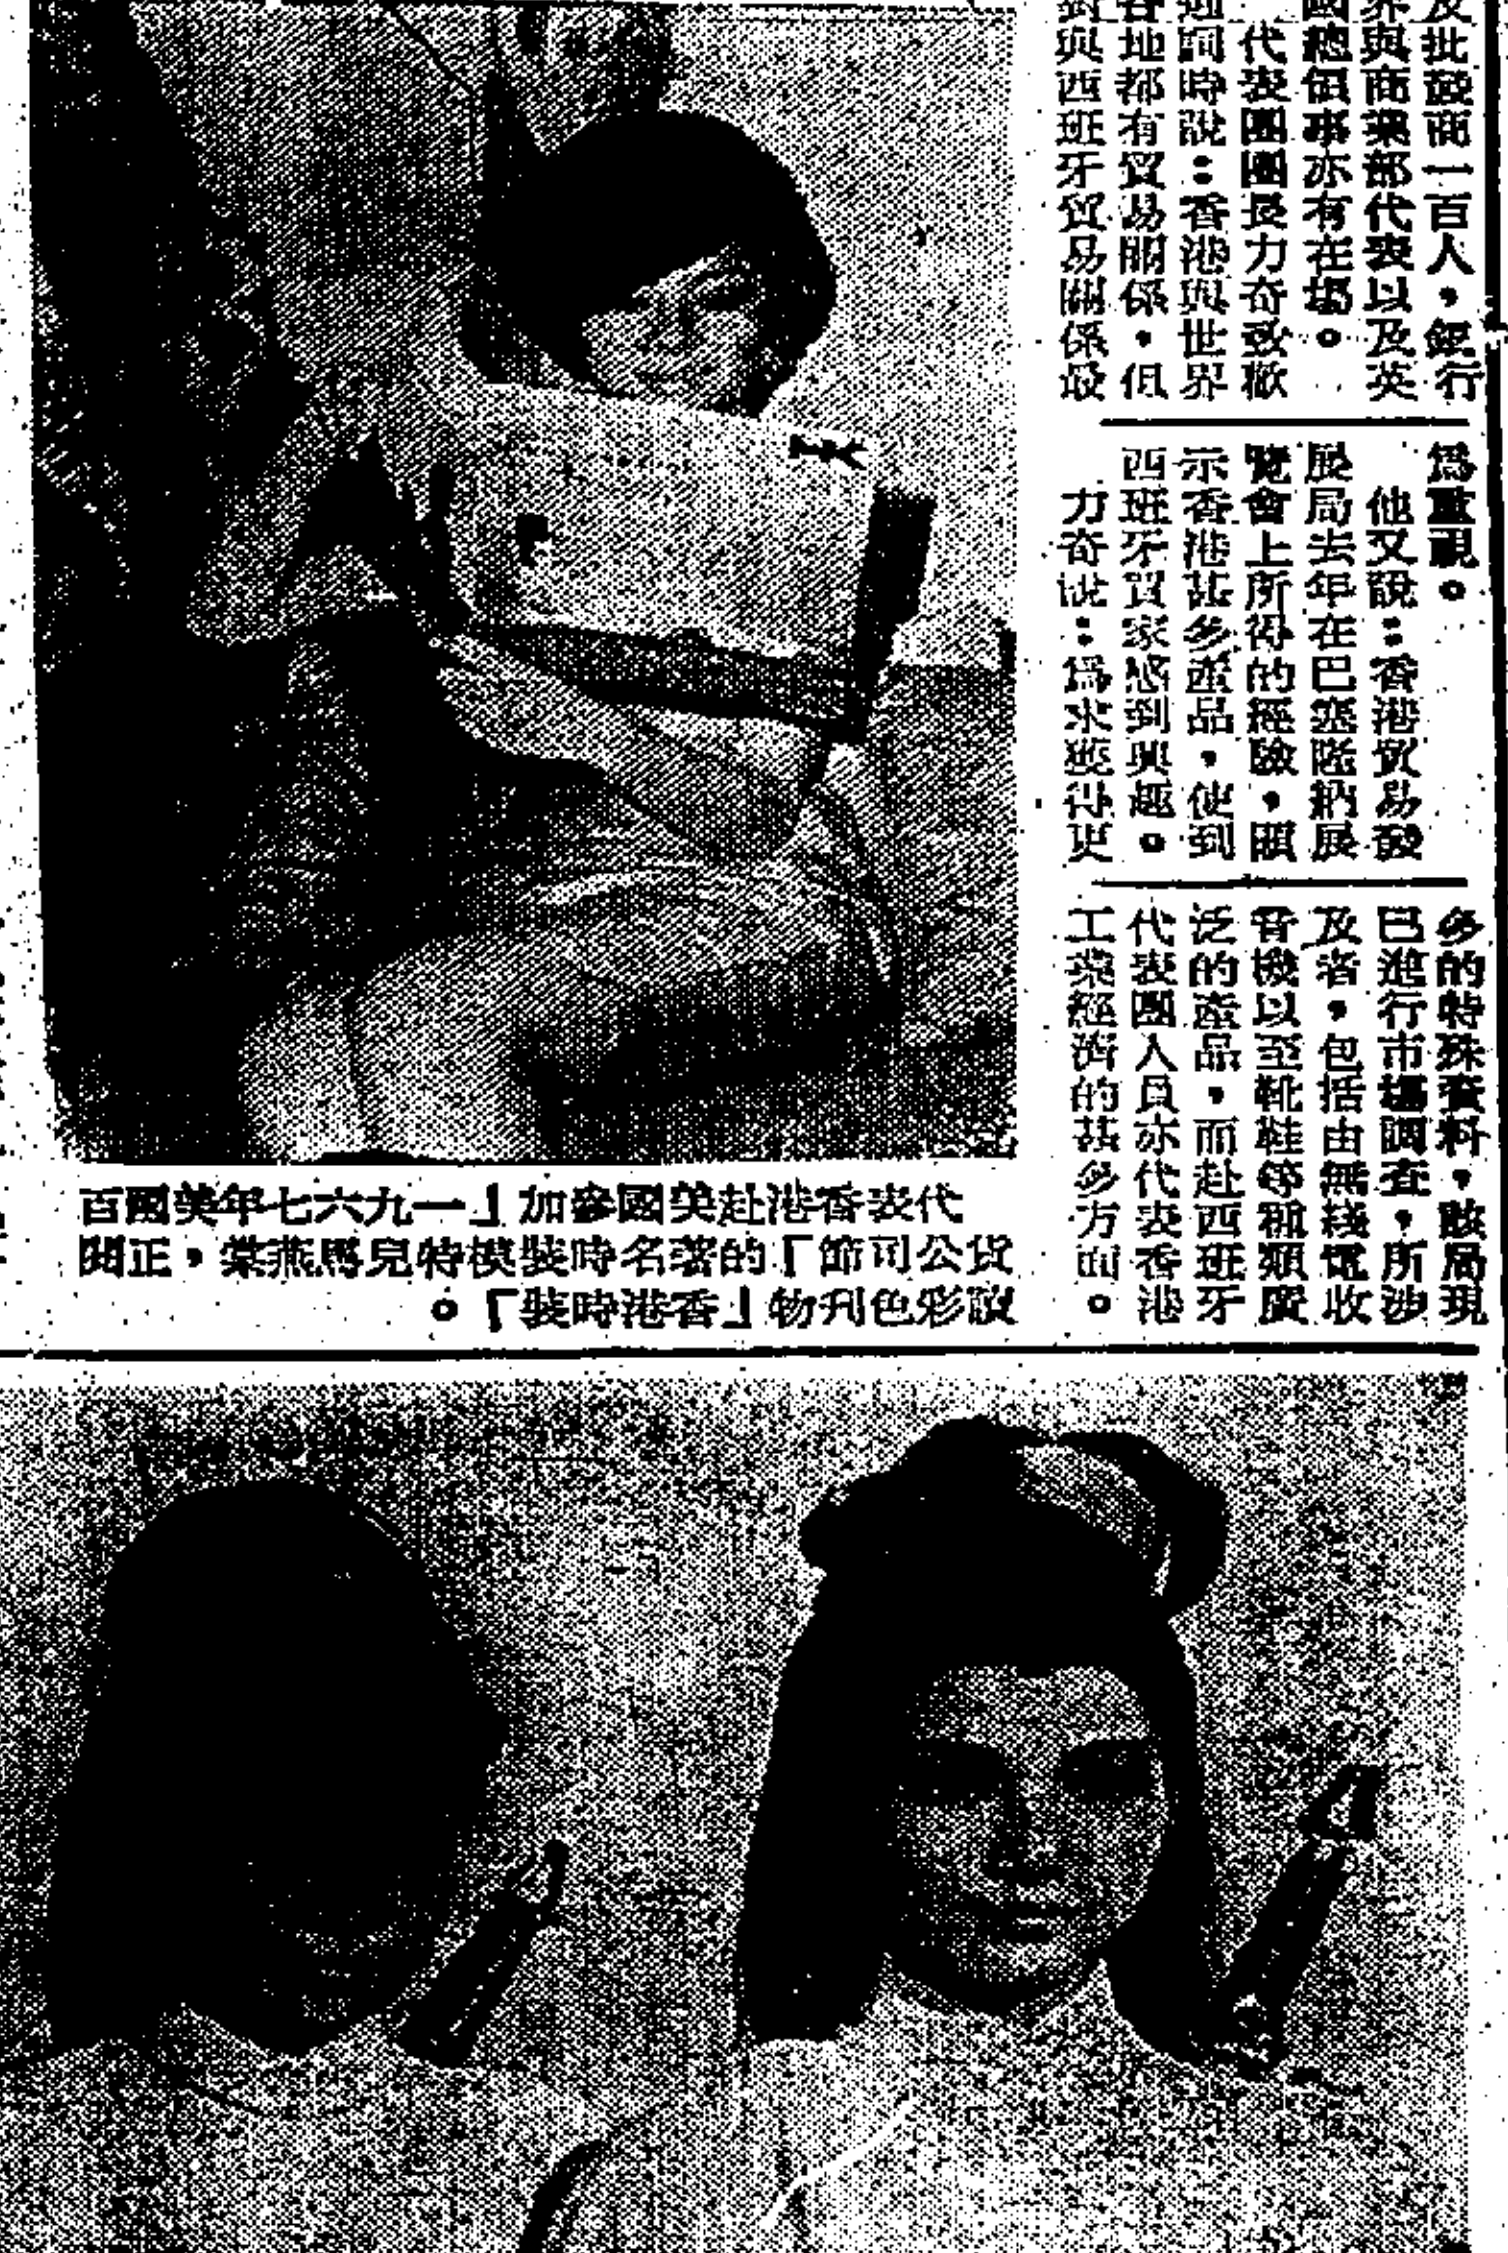 及批發商一百人，銀行
界與商業部代表以及英
國總領事亦有在場。
代表團團長力奇致歡
迎詞時說：香港與世界
各地都有貿易關係，但
對與西班牙貿易關係最
爲重視。
他又說：香港貿易發
展局去年在巴塞隆納展
覽會上所得的經驗，顯
示香港甚多產品，使到
西班牙買家感到興趣。
力奇說：爲求獲得更
多的特殊資料，該局現
已進行市場調查，所涉
及者，包括由無綫電收
音機以至靴鞋等種類廣
泛的產品，而赴西班牙
代表團人員亦代表香港
工業經濟的甚多方面。
代表香港赴美國參加「一九六七年美國百
貨公司節」的著名時裝模特兒馬燕棠，正閱
讀彩色刊物「香港時裝」。